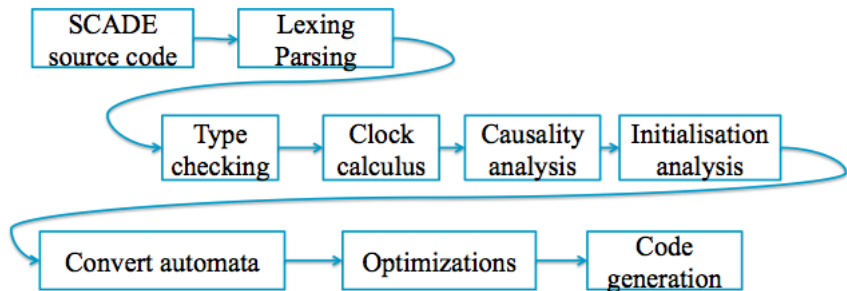 SCADE
source code
Lexing
Parsing
Type
checking
Clock
calculus
Causality
analysis
Initialisation
analysis
Convert automata
Optimizations
Code
generation